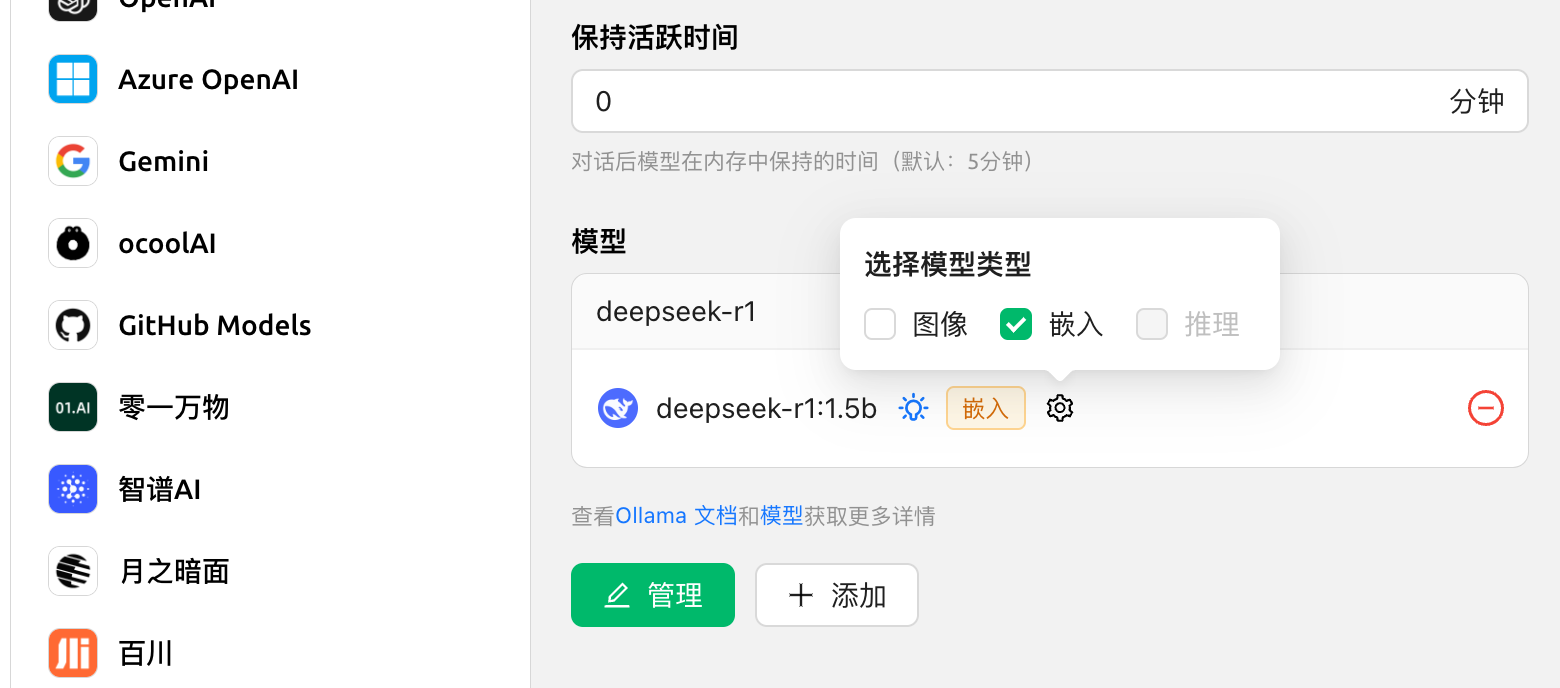 OpenAI
Azure OpenAI
Gemini
ocoolAI
GitHub Models
01.AI
零一万物
智谱AI
月之暗面
百川
保持活跃时间
0 分钟
对话后模型在内存中保持的时间（默认：5分钟）
模型
选择模型类型
图像 嵌入 推理
deepseek-r1
deepseek-r1:1.5b 嵌入
查看Ollama 文档和模型获取更多详情
管理 添加